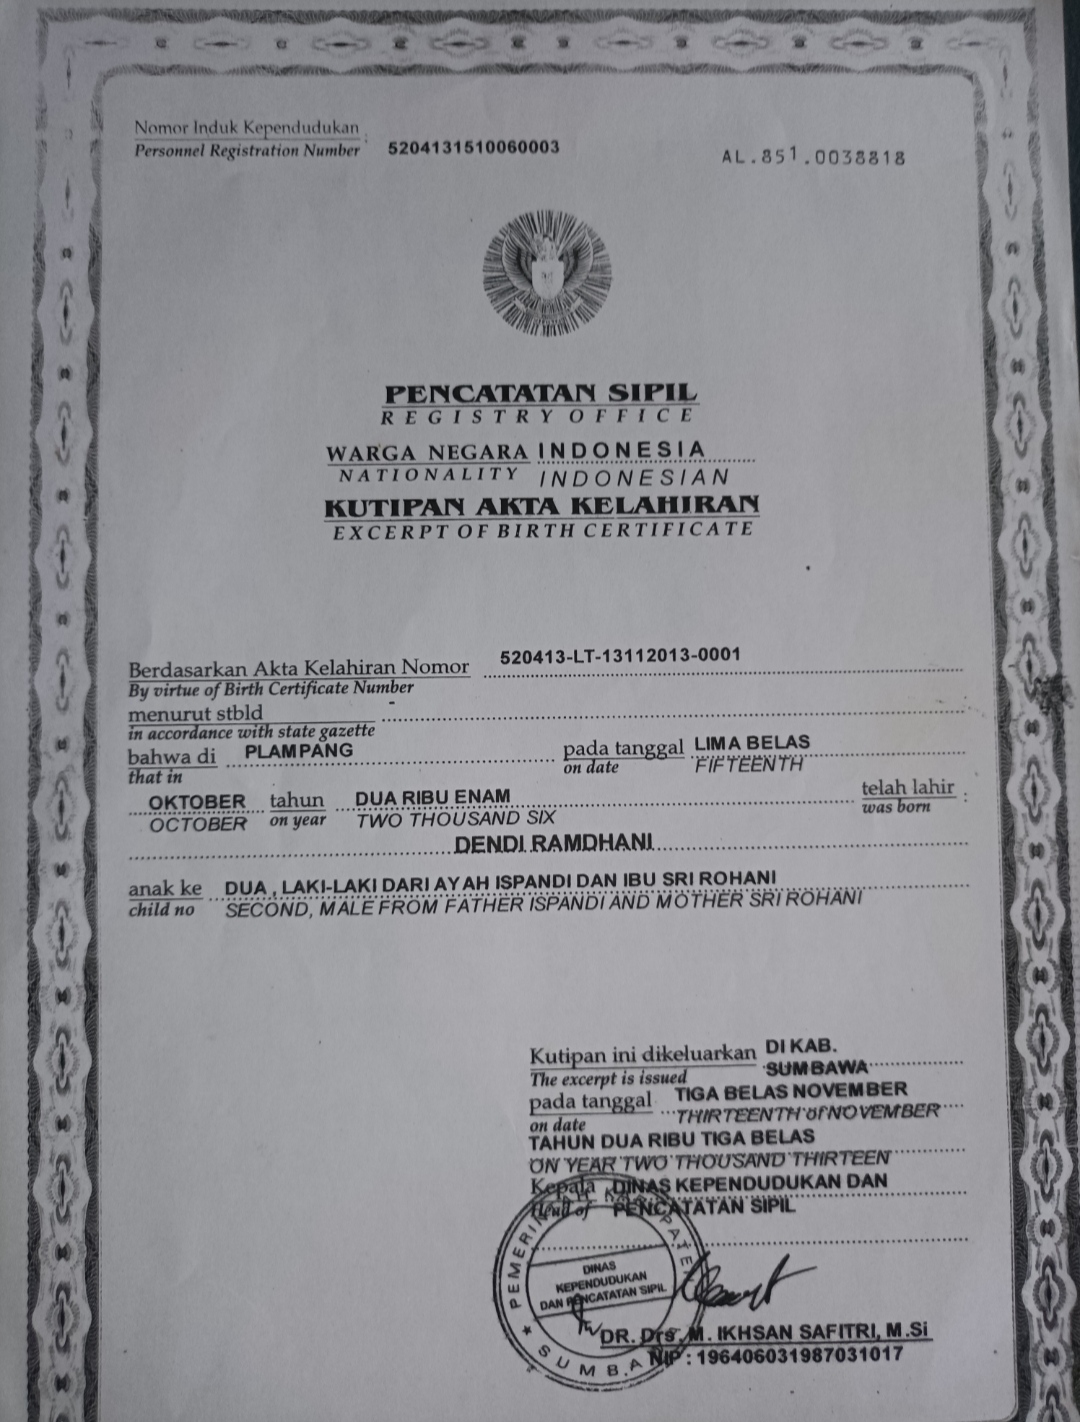 Nomor Induk Kependudukan :
Personnel Registration Number 5204131510060003
AL.851.0038818
PENCATATAN SIPIL
REGISTRY OFFICE
WARGA NEGARA INDONESIA
NATIONALITY INDONESIAN
KUTIPAN AKTA KELAHIRAN
EXCERPT OF BIRTH CERTIFICATE
Berdasarkan Akta Kelahiran Nomor 520413-LT-13112013-0001
By virtue of Birth Certificate Number
menurut stbld -
in accordance with state gazette
bahwa di PLAMPANG pada tanggal LIMA BELAS
that in on date FIFTEENTH
OKTOBER tahun DUA RIBU ENAM telah lahir :
OCTOBER on year TWO THOUSAND SIX was born
DENDI RAMDHANI
anak ke DUA , LAKI-LAKI DARI AYAH ISPANDI DAN IBU SRI ROHANI
child no SECOND, MALE FROM FATHER ISPANDI AND MOTHER SRI ROHANI
Kutipan ini dikeluarkan DI KAB.
SUMBAWA
The excerpt is issued
pada tanggal TIGA BELAS NOVEMBER
on date THIRTEENTH of NOVEMBER
TAHUN DUA RIBU TIGA BELAS
ON YEAR TWO THOUSAND THIRTEEN
Kepala DINAS KEPENDUDUKAN DAN
Head of PENCATATAN SIPIL
DINAS
KEPENDUDUKAN
DAN PENCATATAN SIPIL
DR. Drs. M. IKHSAN SAFITRI, M.Si
NIP : 196406031987031017